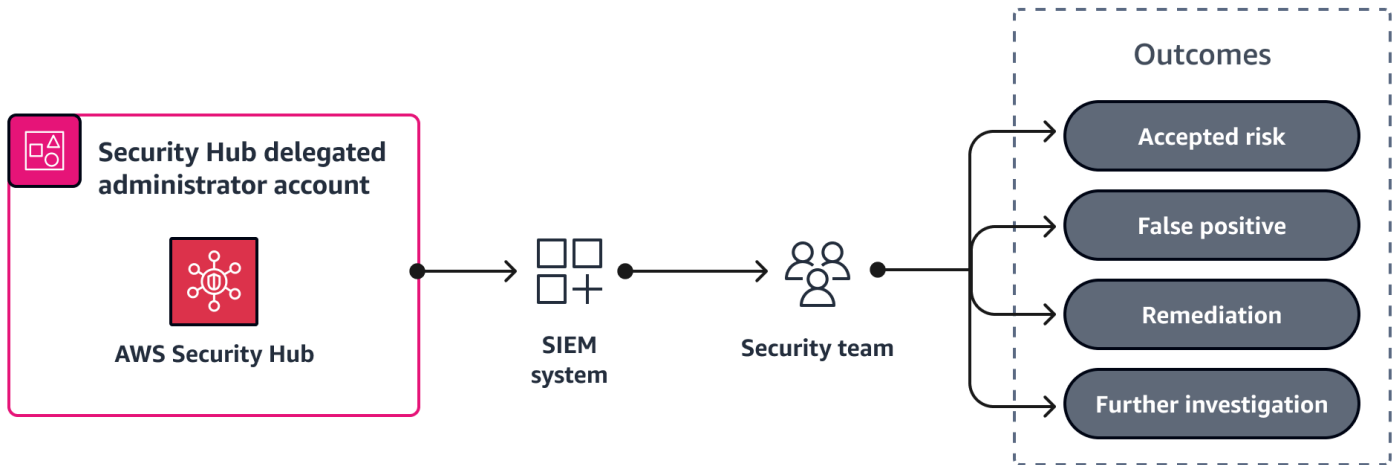 Security Hub delegated
administrator account
AWS Security Hub
SIEM
system
Security team
Outcomes
Accepted risk
False positive
Remediation
Further investigation